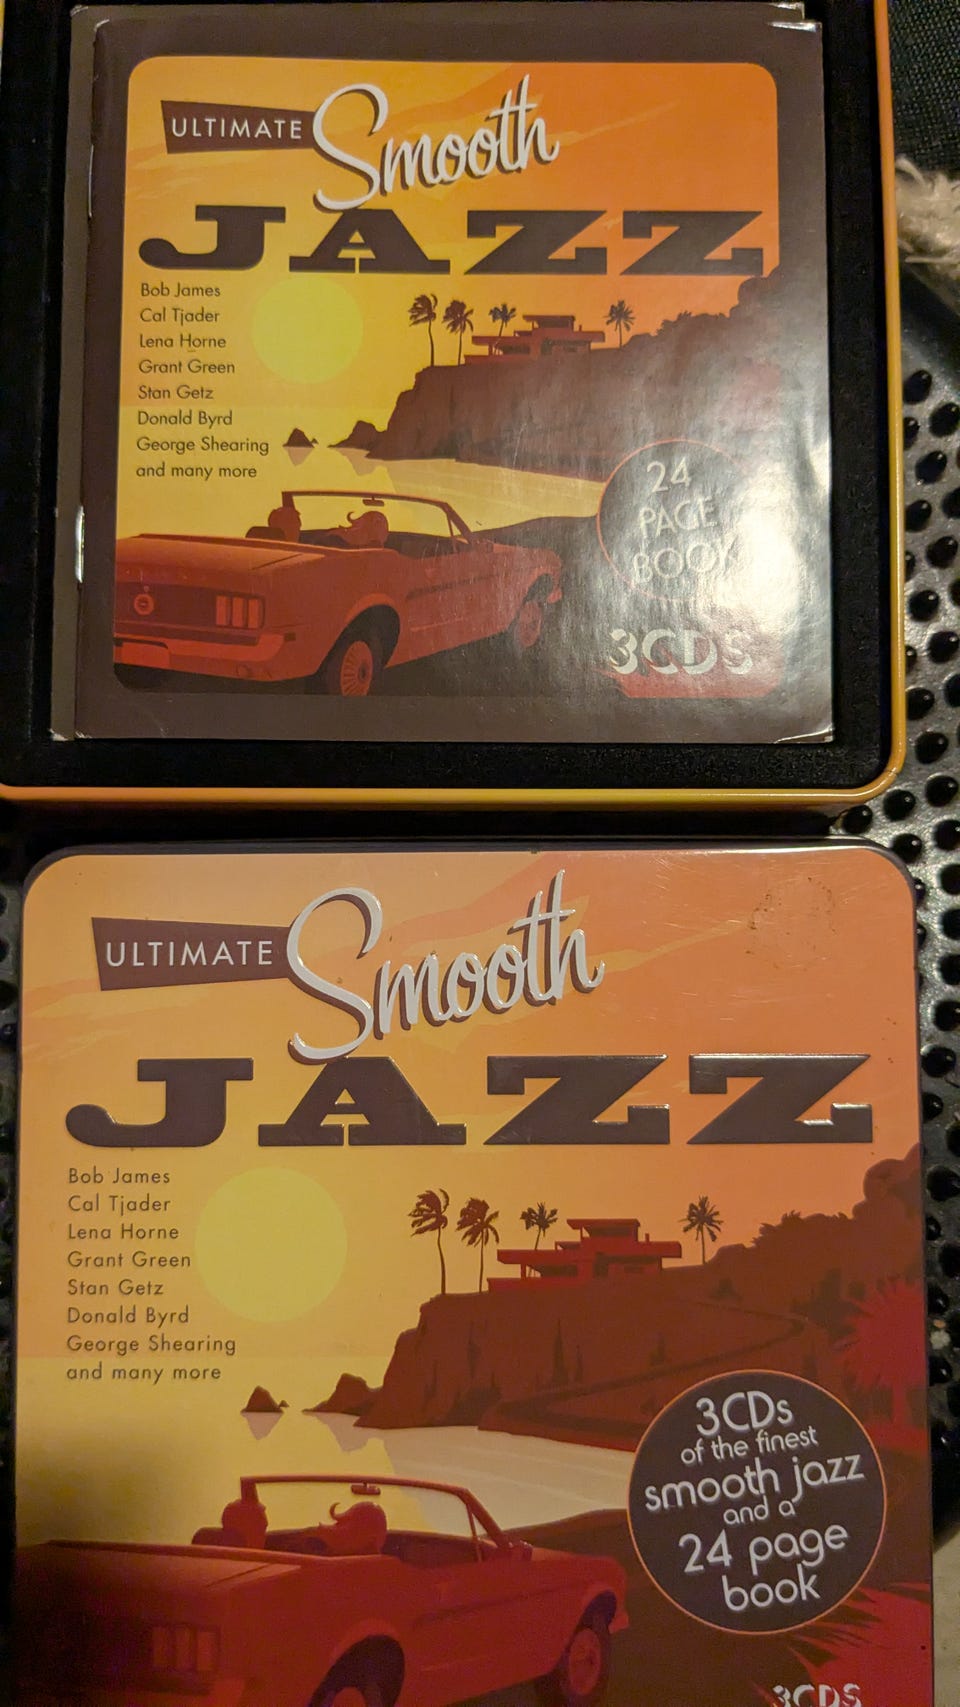 ULTIMATE Smooth
JAZZ
Bob James
Cal Tjader
Lena Horne
Grant Green
Stan Getz
Donald Byrd
George Shearing
and many more
24
PAGE
BOOK
3CDS
ULTIMATE Smooth
JAZZ
Bob James
Cal Tjader
Lena Horne
Grant Green
Stan Getz
Donald Byrd
George Shearing
and many more
3CDs
of the finest
smooth jazz
and a
24 page
book
3CDS